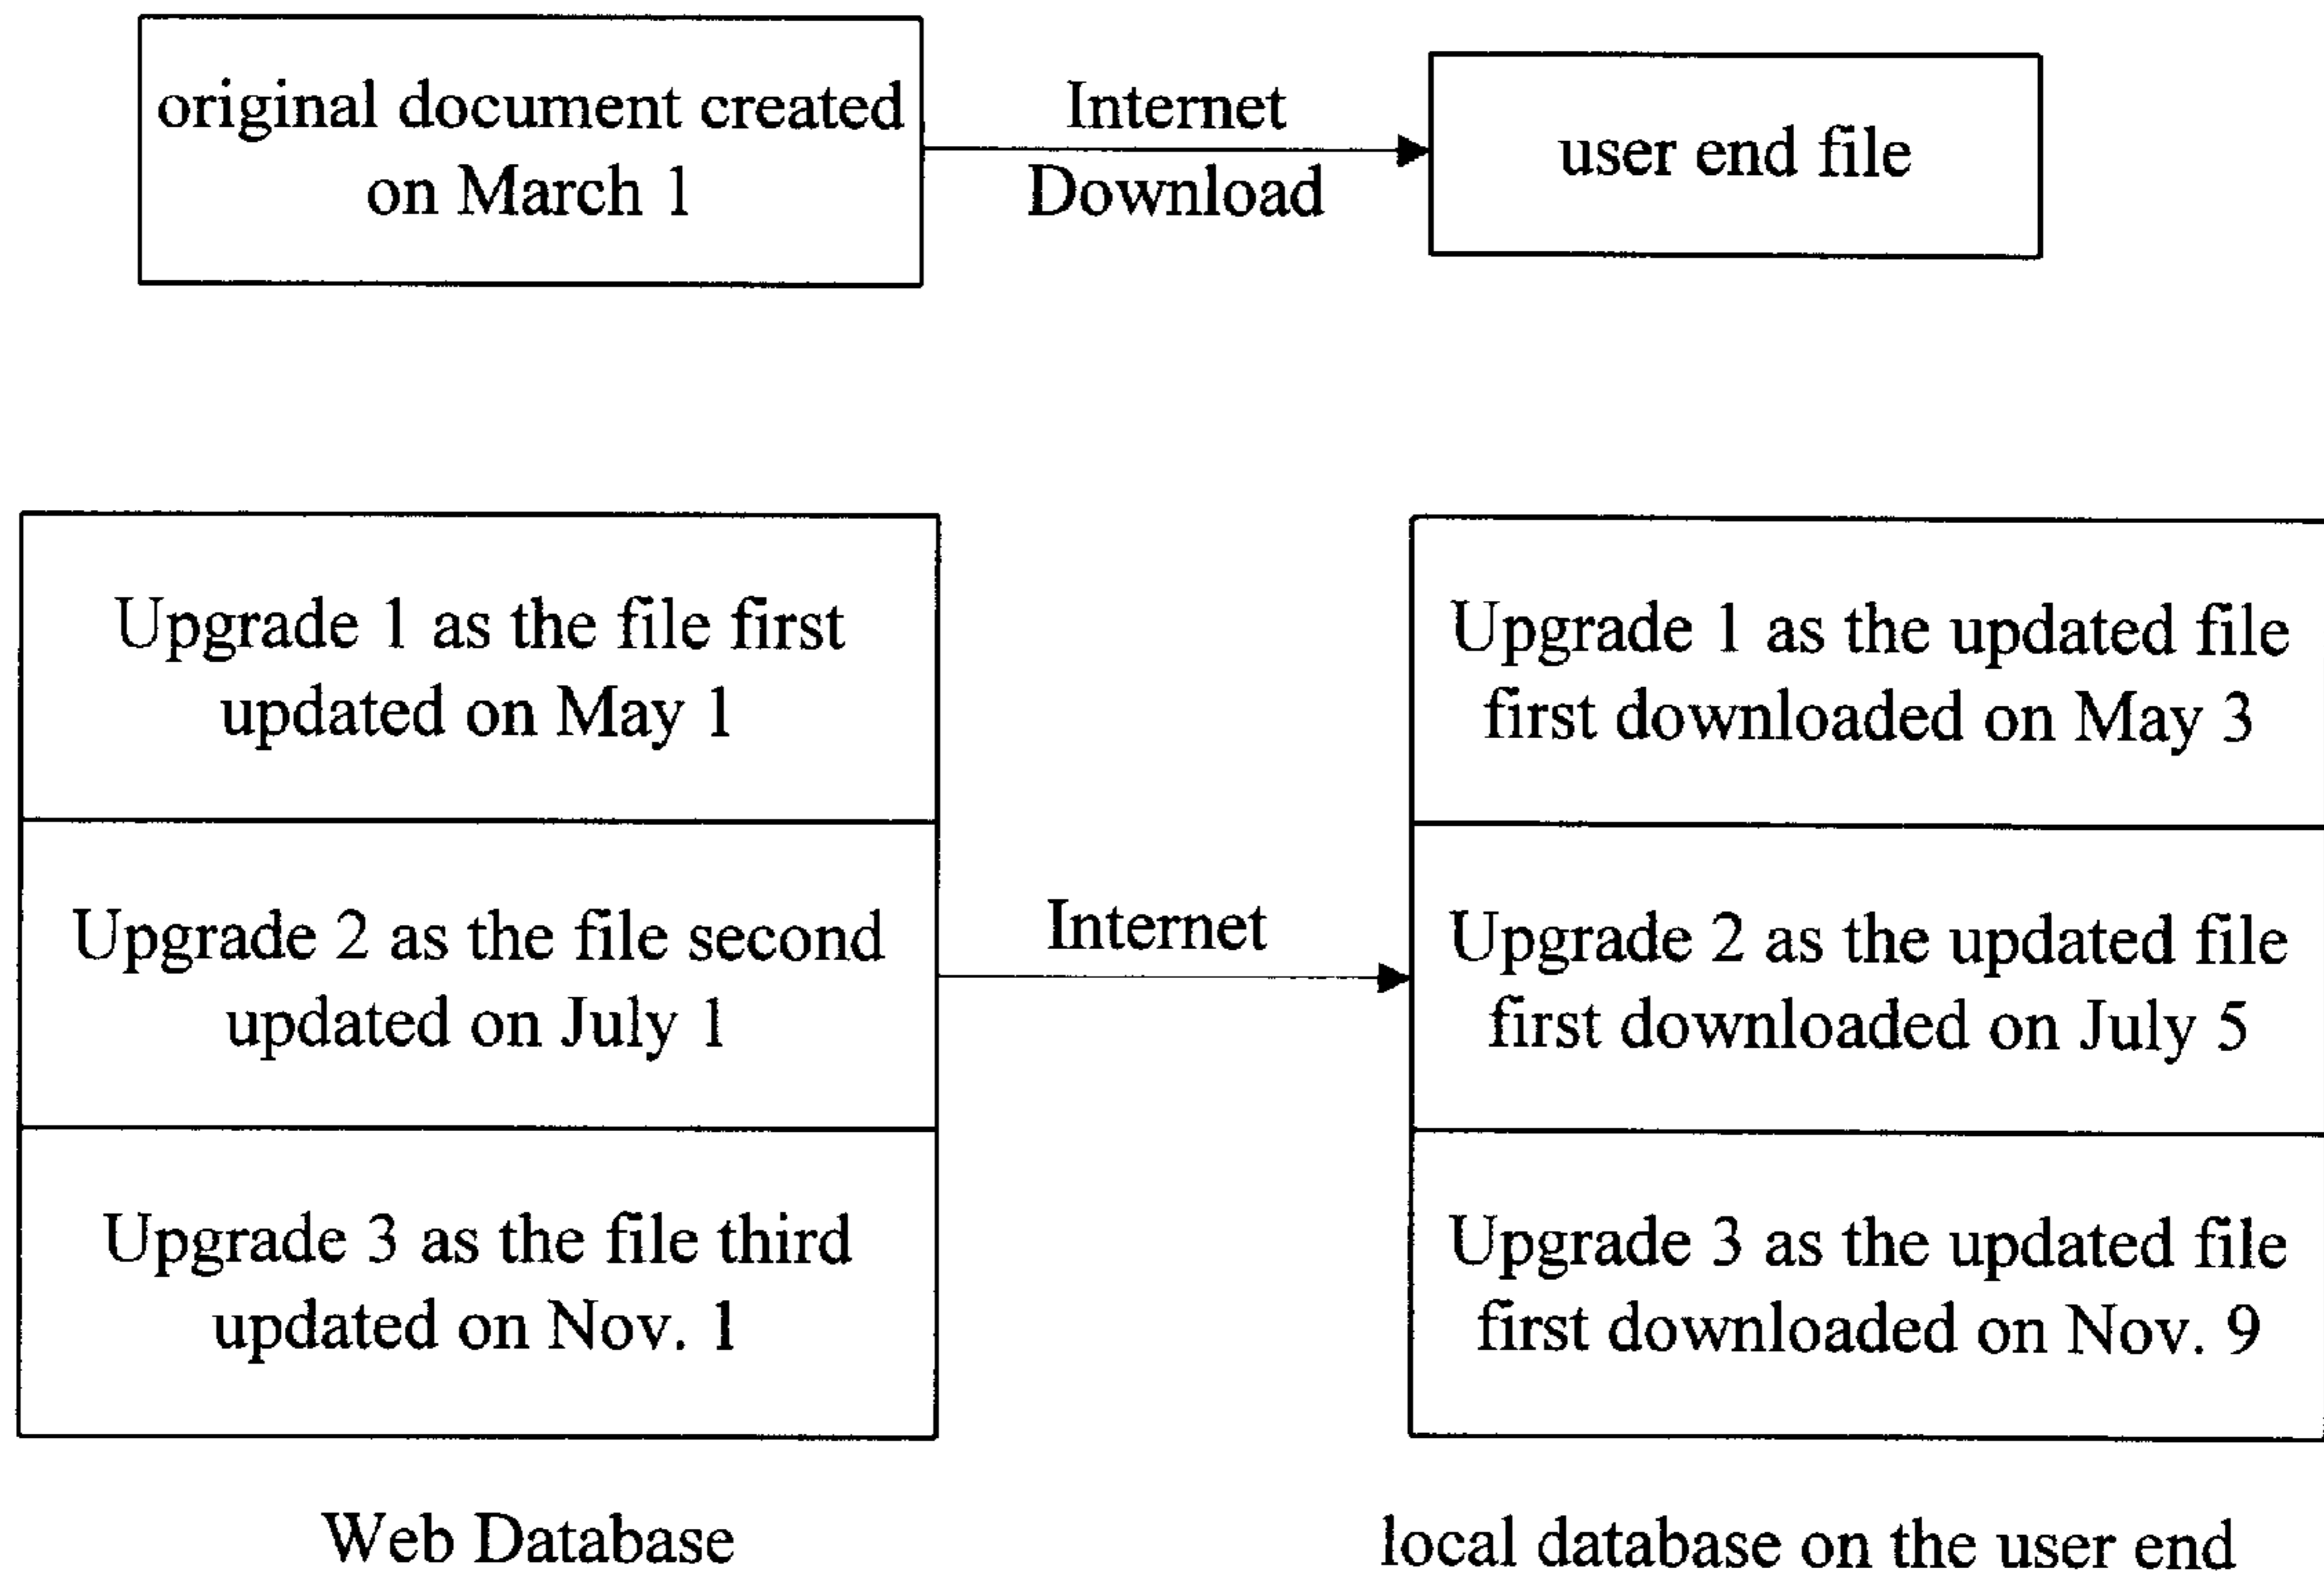 original document created
on March 1
Internet
Download
user end file
Upgrade 1 as the file first
updated on May 1
Upgrade 2 as the file second
updated on July 1
Upgrade 3 as the file third
updated on Nov. 1
Internet
Upgrade 1 as the updated file
first downloaded on May 3
Upgrade 2 as the updated file
first downloaded on July 5
Upgrade 3 as the updated file
first downloaded on Nov. 9
Web Database
local database on the user end